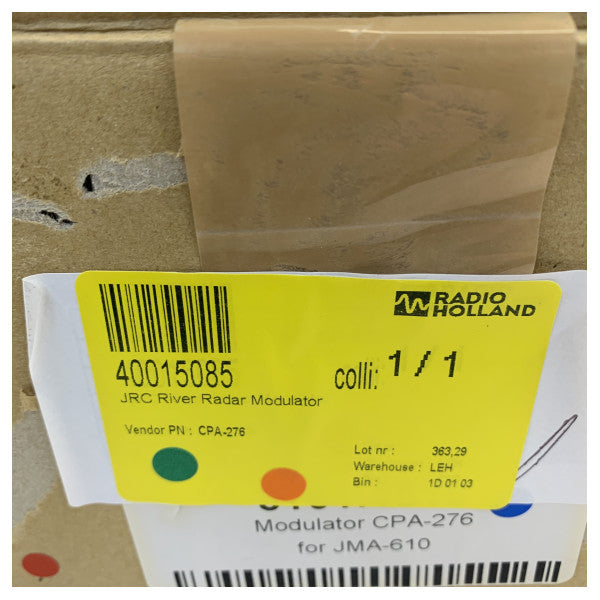 RADIO
HOLLAND
40015085
colli: 1 / 1
JRC River Radar Modulator
Vendor PN : CPA-276
Lot nr : 363,29
Warehouse : LEH
Bin : 1D 01 03
Modulator CPA-276
for JMA-610